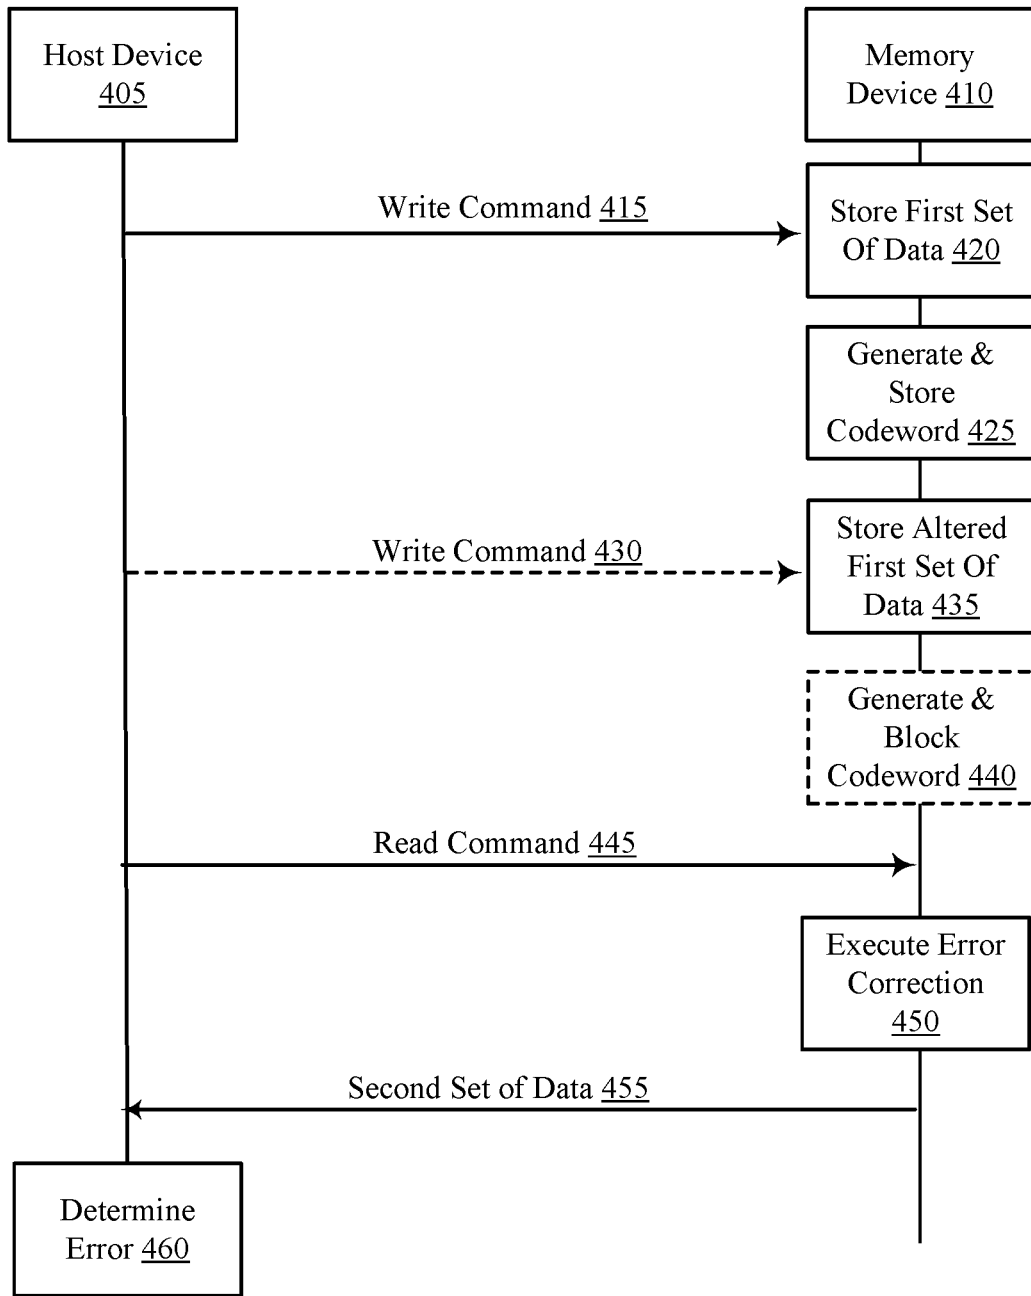 Host Device
405
Memory
Device 410
Write Command 415
Store First Set
Of Data 420
Generate &
Store
Codeword 425
Write Command 430
Store Altered
First Set Of
Data 435
Generate &
Block
Codeword 440
Read Command 445
Execute Error
Correction
450
Second Set of Data 455
Determine
Error 460